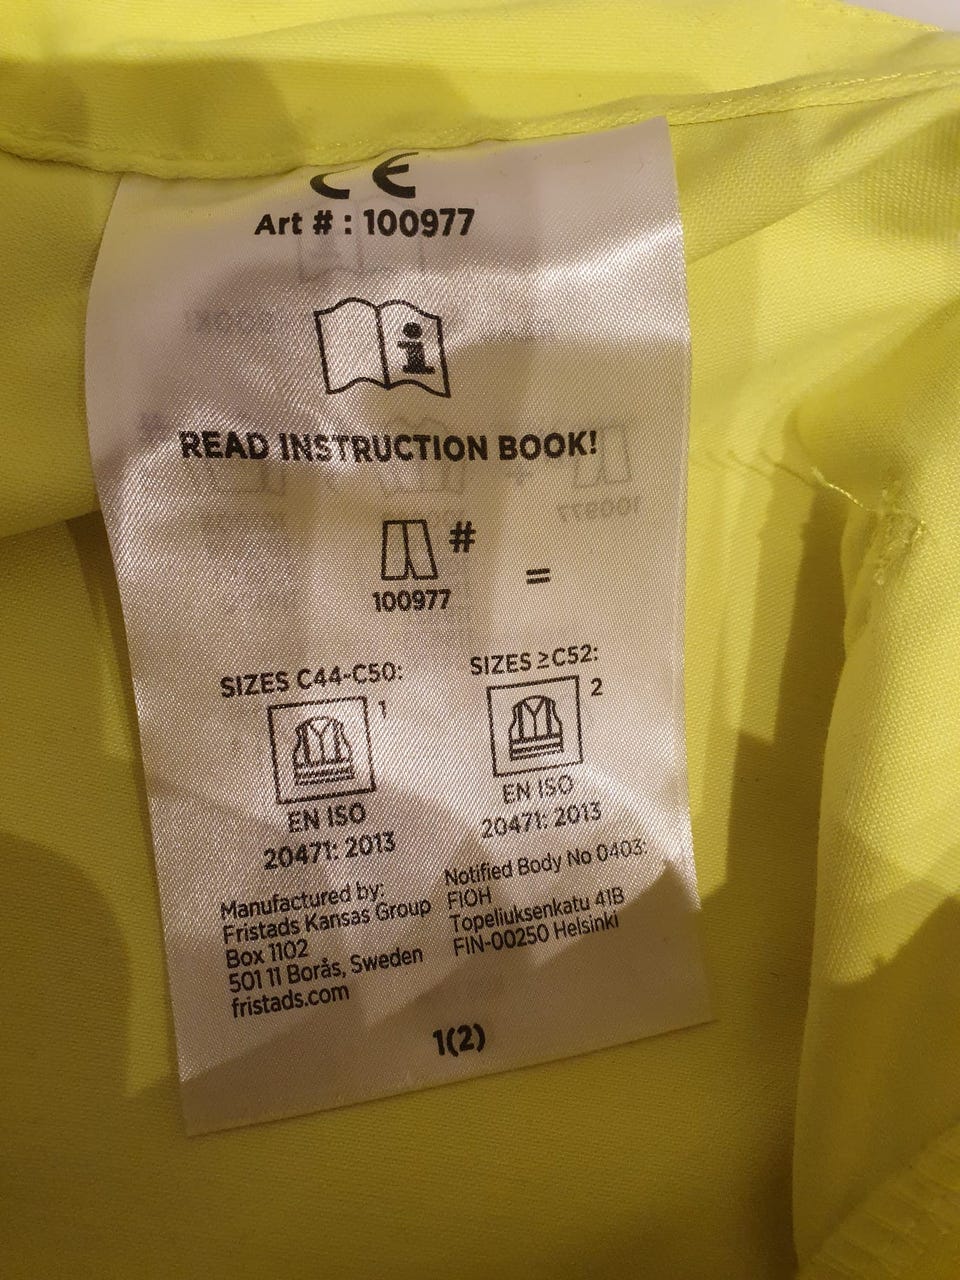 CE
Art # : 100977
READ INSTRUCTION BOOK!
#
100977
=
SIZES C44-C50:
1
EN ISO
20471: 2013
SIZES ≥C52:
2
EN ISO
20471: 2013
Manufactured by:
Fristads Kansas Group
Box 1102
501 11 Borås, Sweden
fristads.com
Notified Body No 0403:
FIOH
Topeliuksenkatu 41B
FIN-00250 Helsinki
1(2)